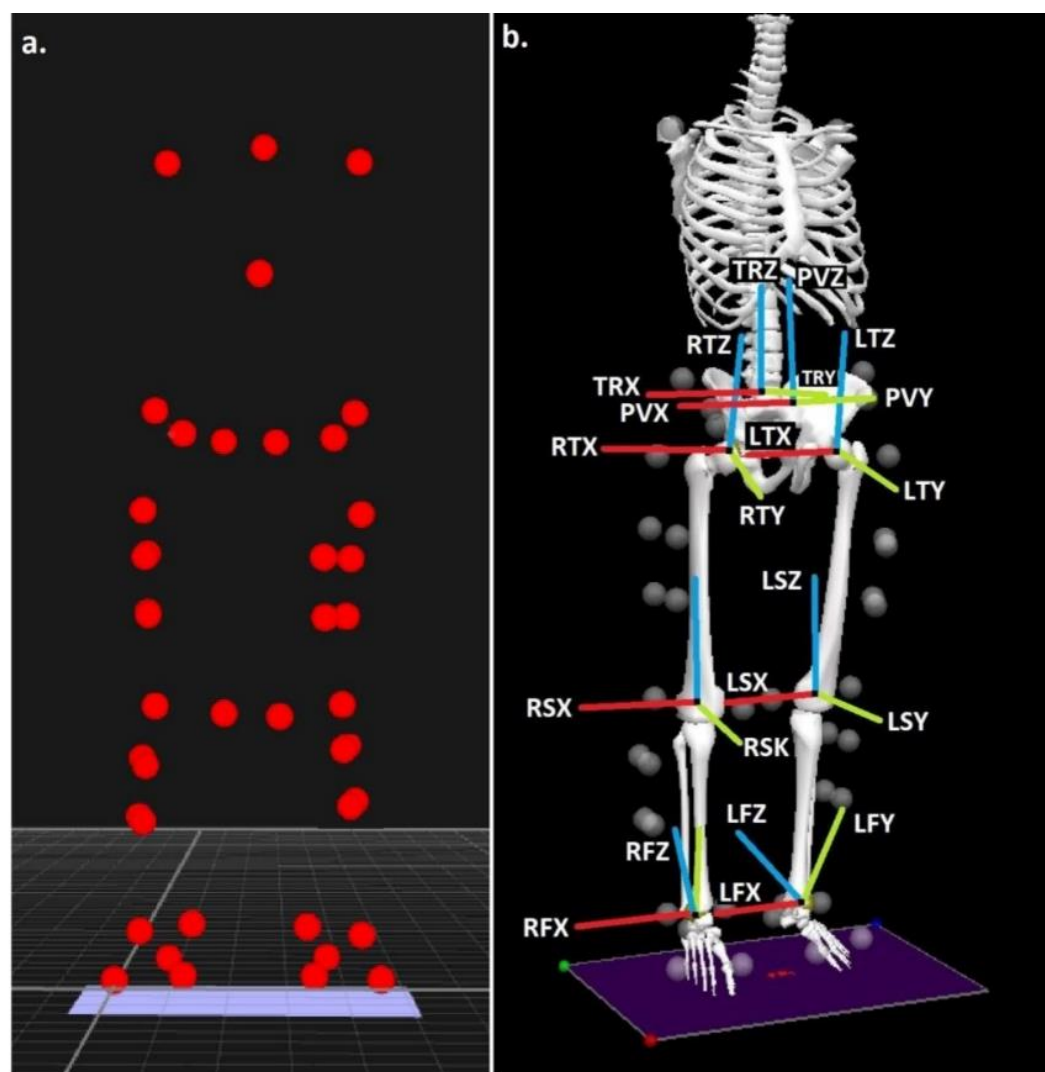 a.
b.
TRZ
PVZ
RTZ
LTZ
TRX
TRY
PVX
PVY
RTX
LTX
LTY
RTY
LSZ
LSX
RSX
LSY
RSK
LFZ
LFY
RFZ
LFX
RFX